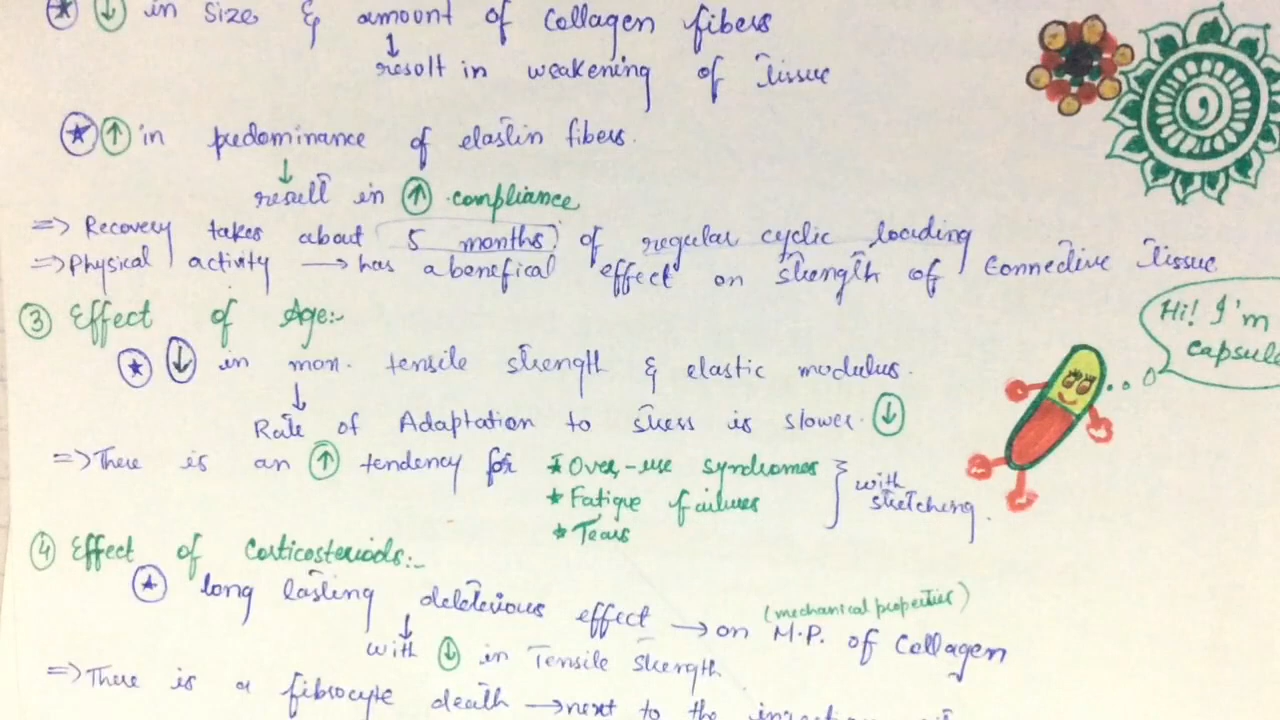 ↓ in size & amount of collagen fibers
↓
result in weakening of tissue
★ ↑ in predominance of elastin fibers.
↓
result in ↑ compliance
=> Recovery takes about 5 months of regular cyclic loading
=> Physical activity → has a benefical effect on strength of connective tissue
③ Effect of Age:-
★ ↓ in max. tensile strength & elastic modulus.
↓
Rate of Adaptation to stress is slower. ↓
=> There is an ↑ tendency for ★ Over-use syndromes
★ Fatigue failures
★ Tears
} with stretching.
Hi! I'm
④ Effect of Corticosteriods:-
★ long lasting deleterious effect → on M.P. of Collagen
(mechanical properties)
↓
with ↓ in Tensile strength
=> There is a fibrocyte death → next to the